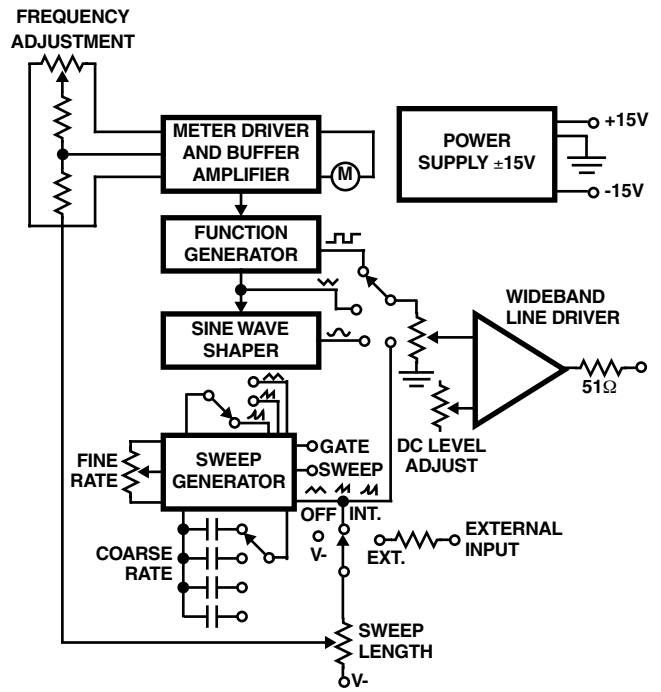 FREQUENCY
ADJUSTMENT
METER DRIVER
AND BUFFER
AMPLIFIER
M
POWER
SUPPLY ±15V
+15V
-15V
FUNCTION
GENERATOR
SINE WAVE
SHAPER
WIDEBAND
LINE DRIVER
51Ω
DC LEVEL
ADJUST
FINE
RATE
SWEEP
GENERATOR
GATE
SWEEP
OFF
INT.
V-
EXT.
EXTERNAL
INPUT
COARSE
RATE
SWEEP
LENGTH
V-